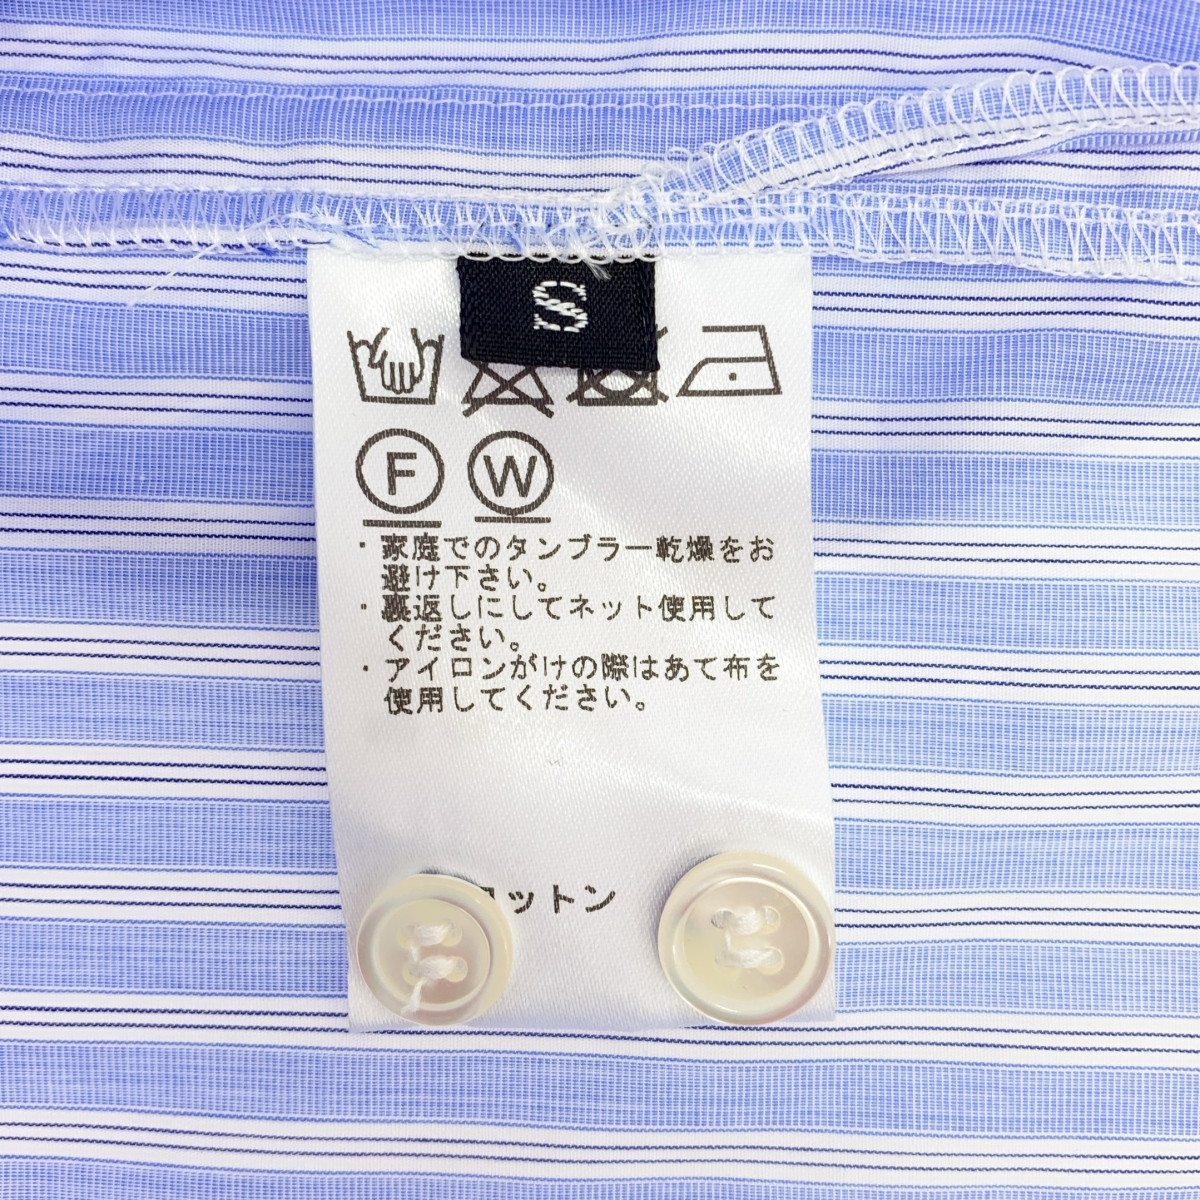 S
F W
・家庭でのタンブラー乾燥をお
避け下さい。
・裏返しにしてネット使用して
ください。
・アイロンがけの際はあて布を
使用してください。
コットン